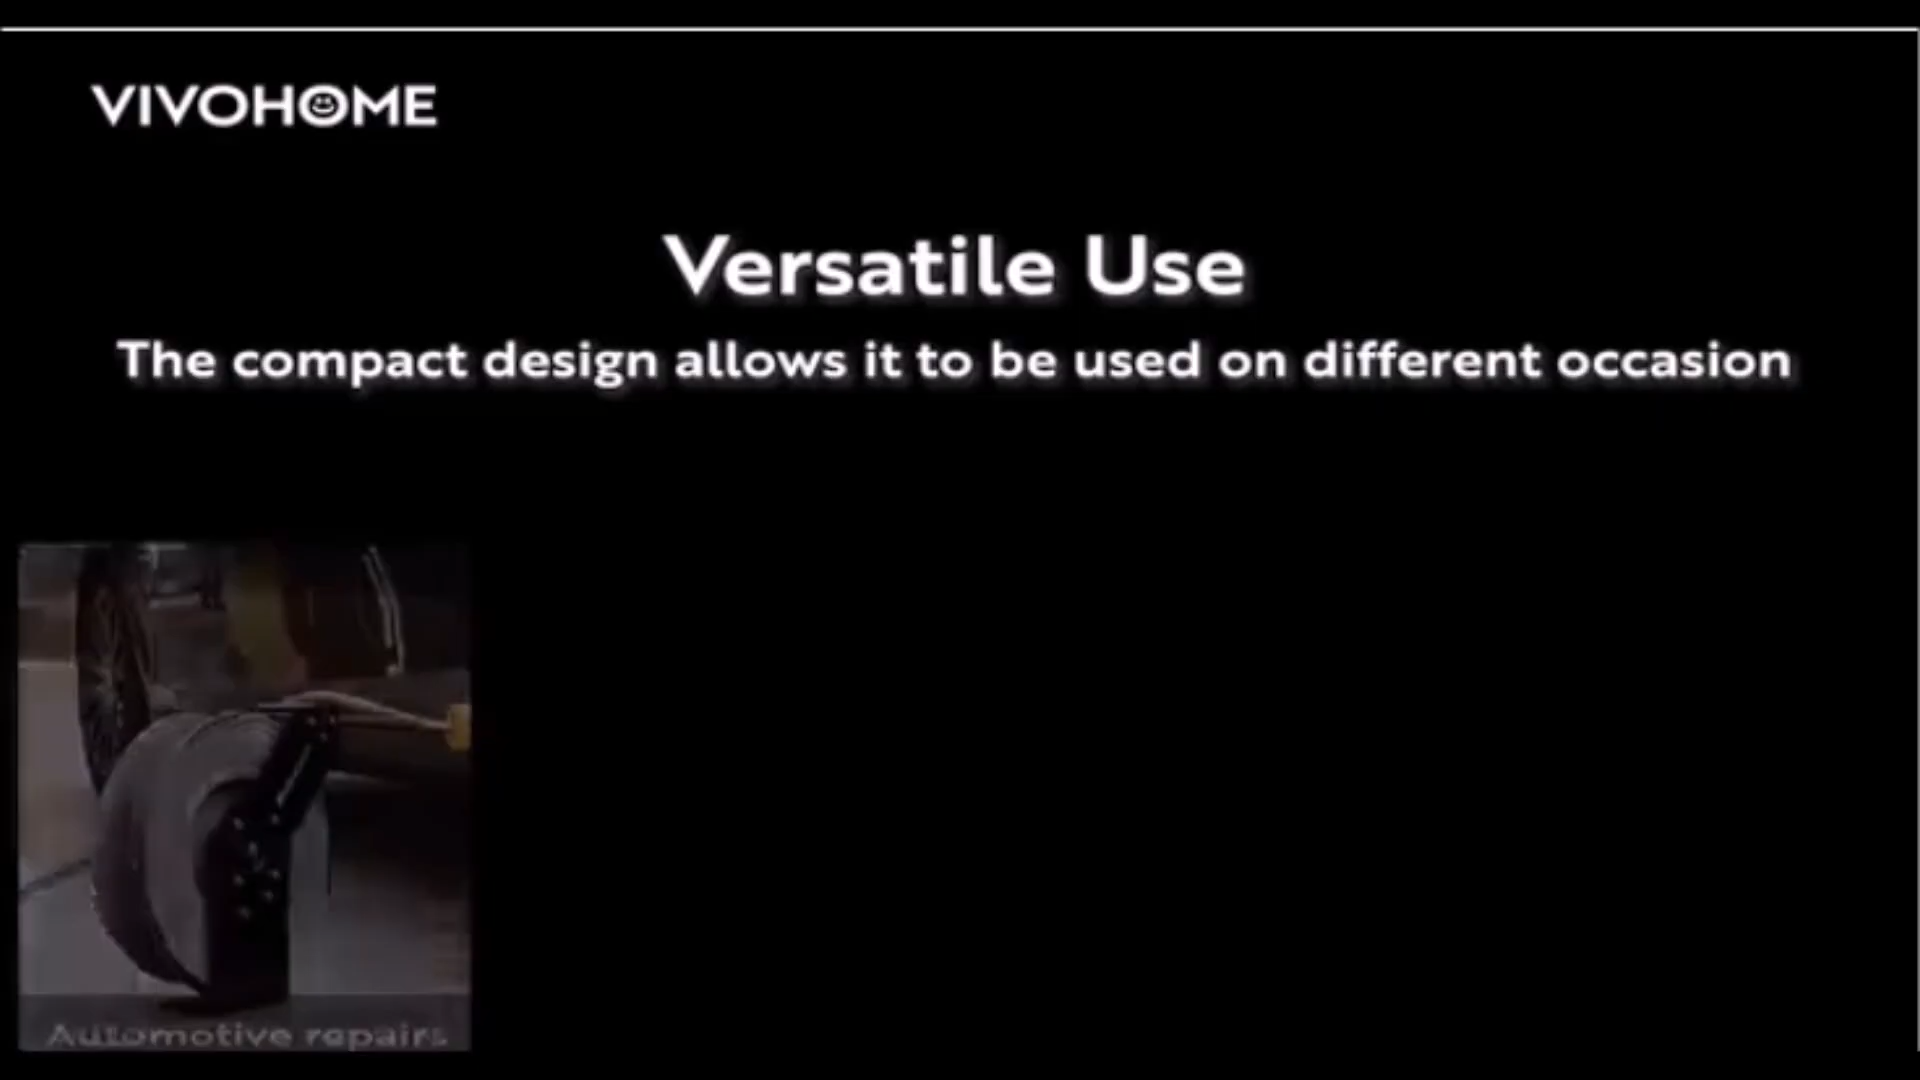 VIVOHOME
Versatile Use
The compact design allows it to be used on different occasion
Automotive repairs